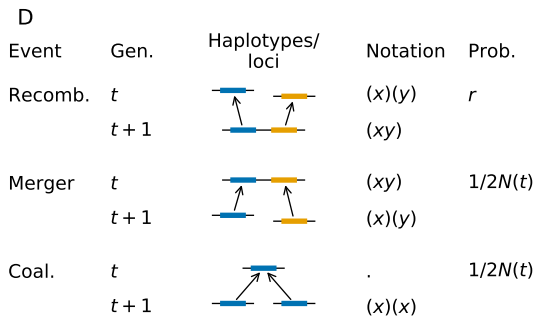 D
Event Gen. Haplotypes/ loci Notation Prob.
Recomb. t (x)(y) r
t + 1 (xy)
Merger t (xy) 1/2N(t)
t + 1 (x)(y)
Coal. t . 1/2N(t)
t + 1 (x)(x)